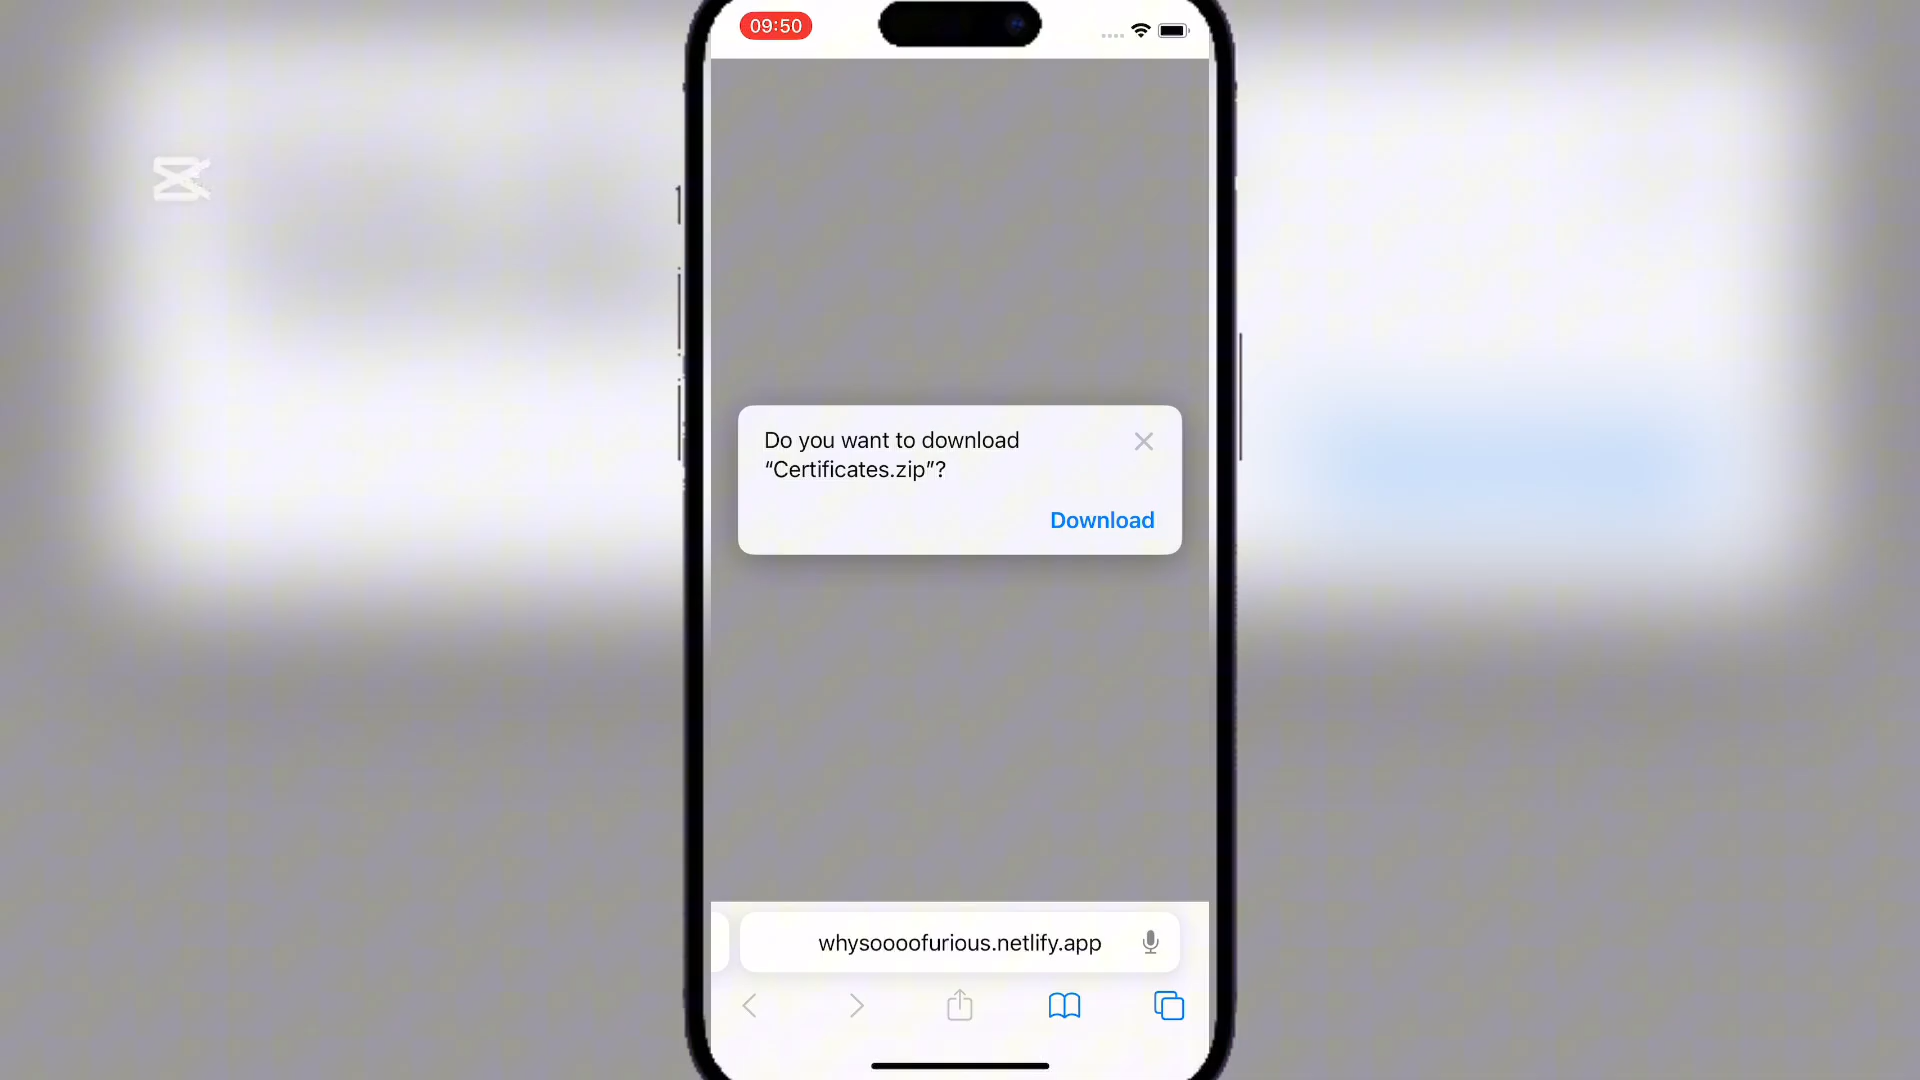 09:50
Do you want to download
“Certificates.zip”?
Download
whysoooofurious.netlify.app